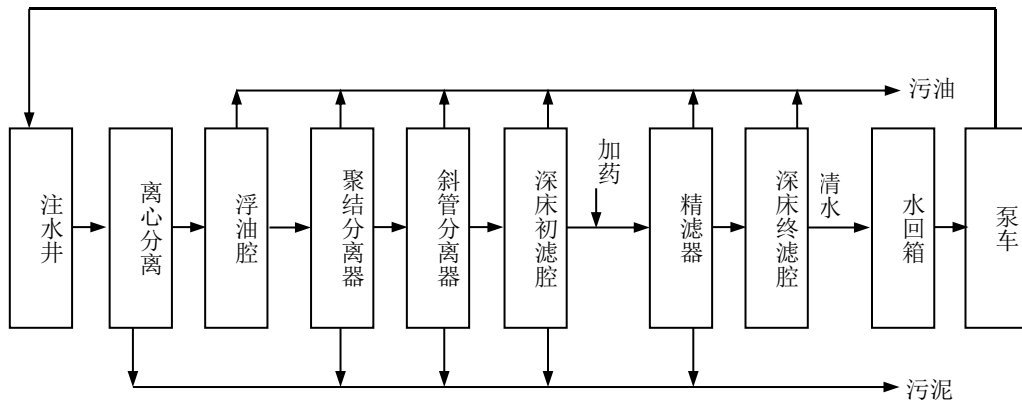 污油
注水井
离心分离
浮油腔
聚结分离器
斜管分离器
深床初滤腔
加药
精滤器
深床终滤腔
清水
水回箱
泵车
污泥